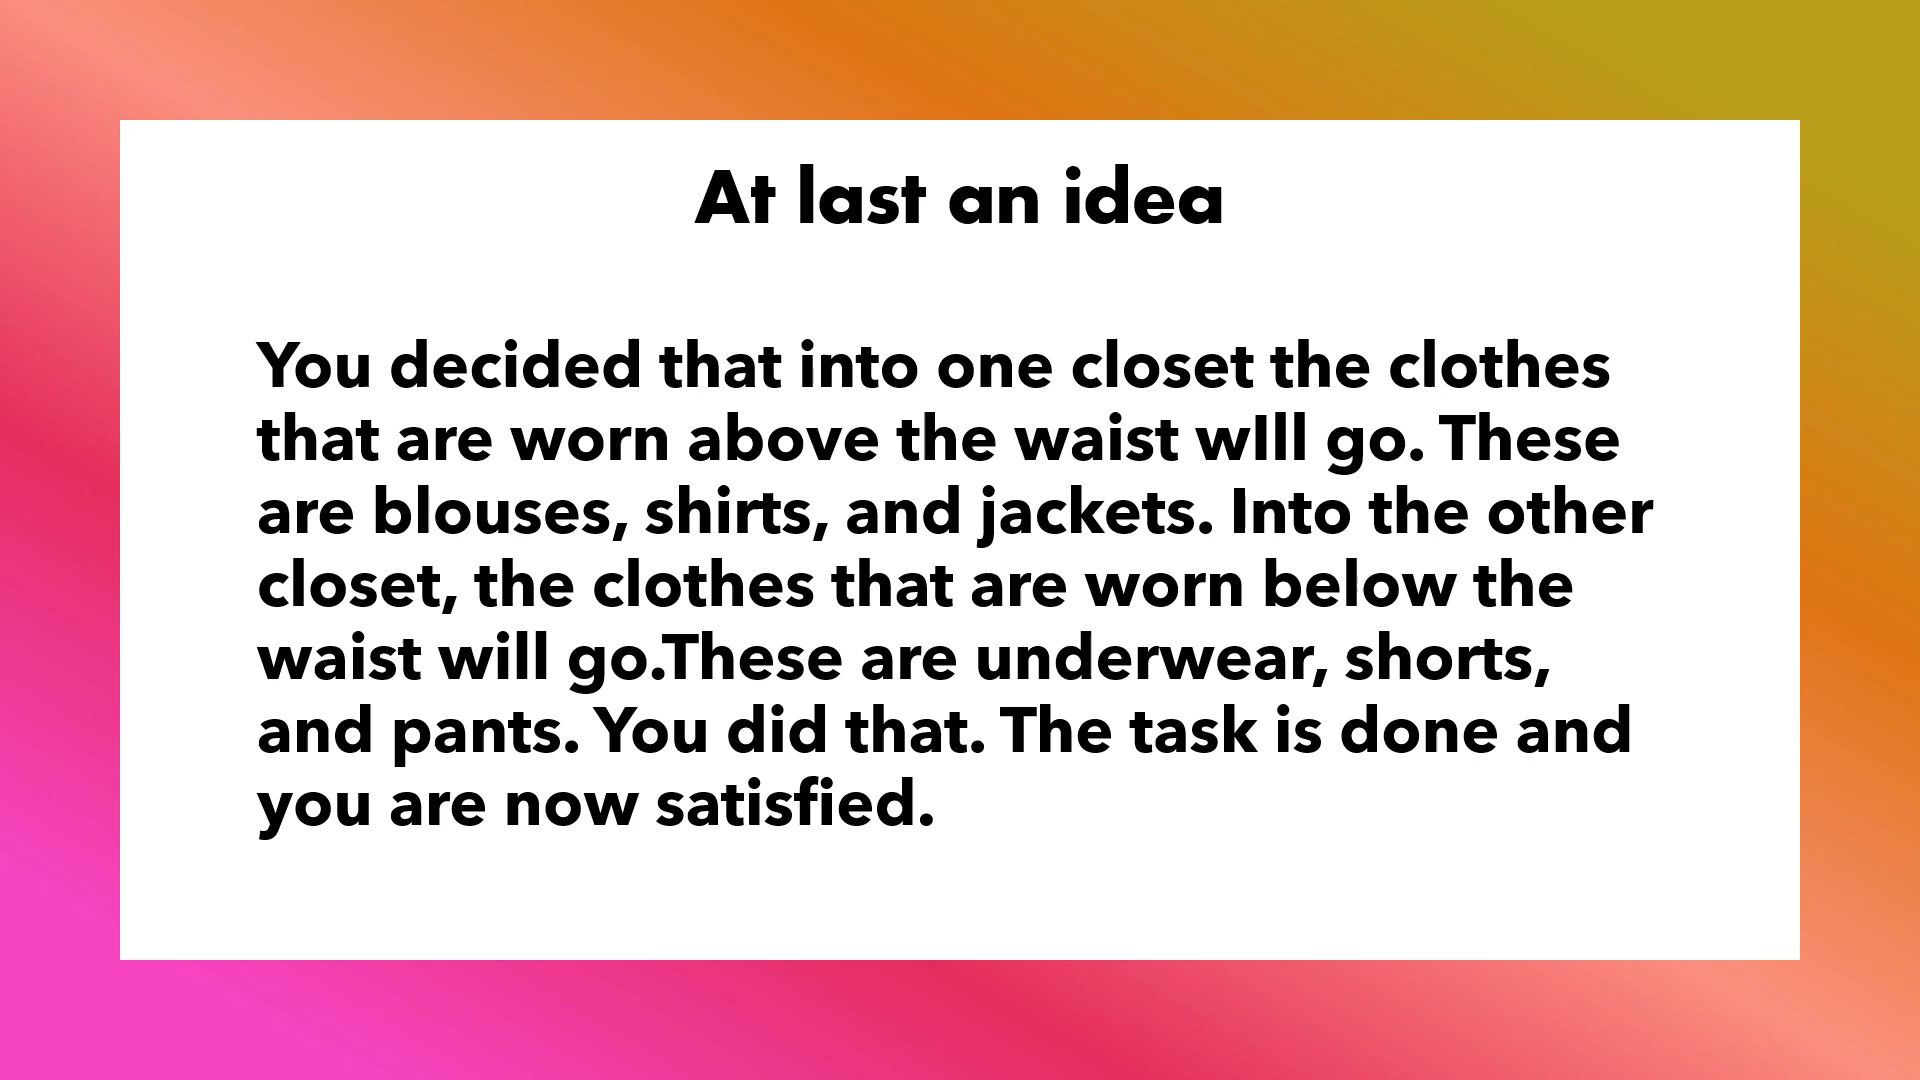 At last an idea
You decided that into one closet the clothes
that are worn above the waist wIll go. These
are blouses, shirts, and jackets. Into the other
closet, the clothes that are worn below the
waist will go.These are underwear, shorts,
and pants. You did that. The task is done and
you are now satisfied.